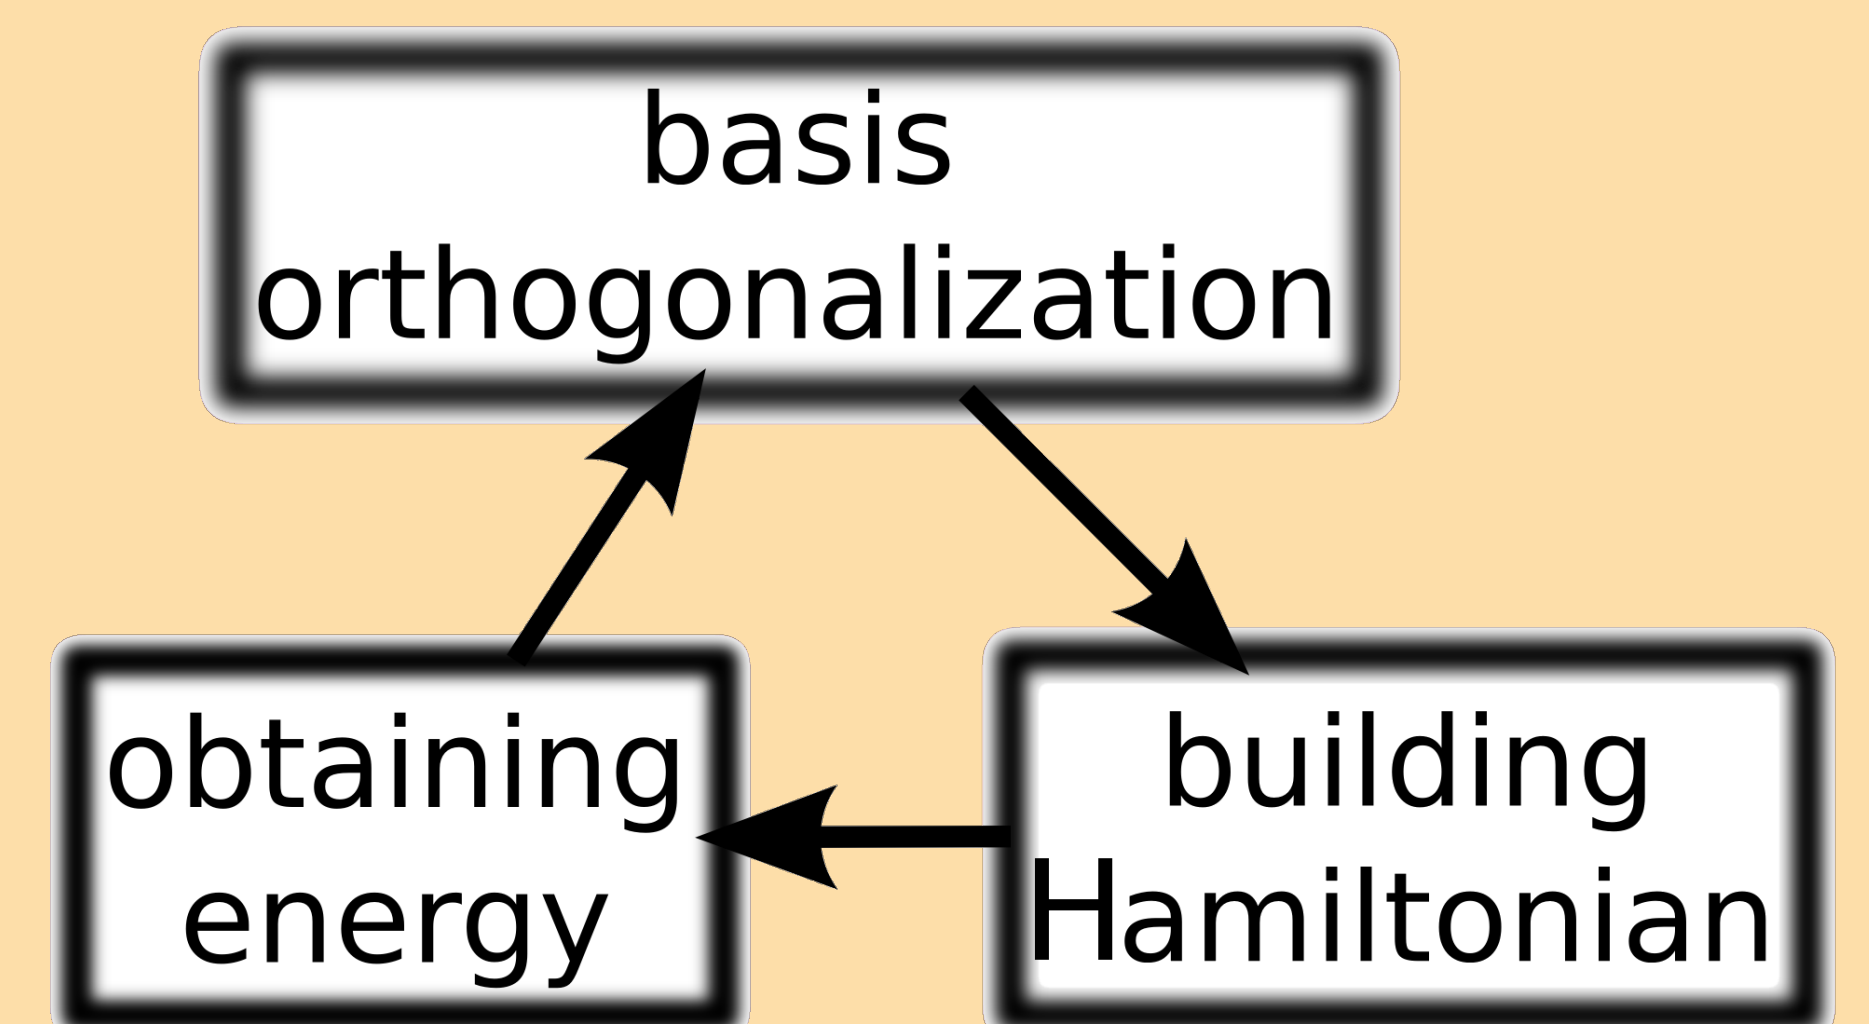 basis
orthogonalization
obtaining
energy
building
Hamiltonian